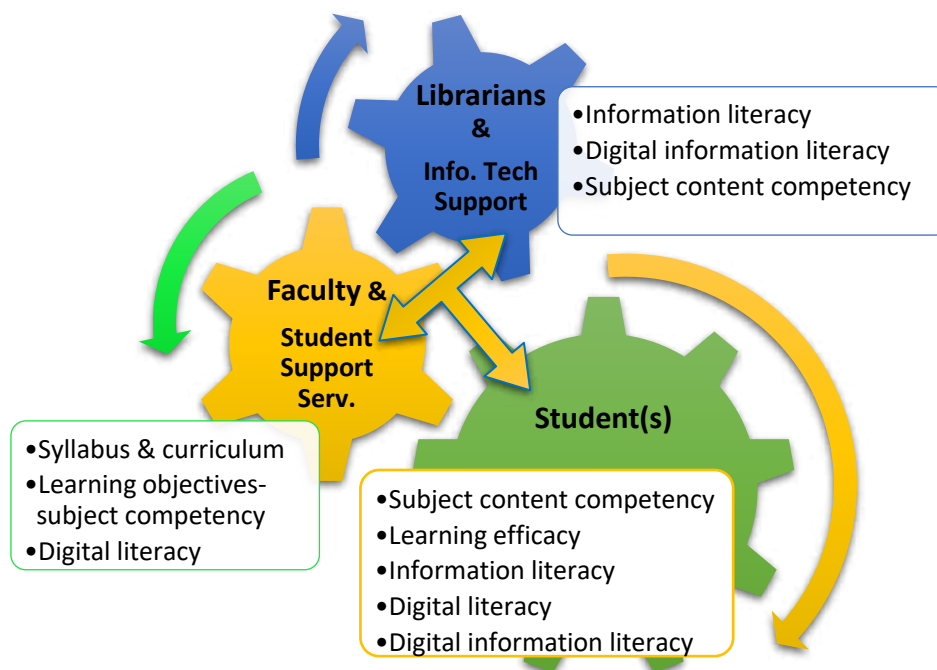 Librarians
&
Info. Tech
Support
•Information literacy
•Digital information literacy
•Subject content competency
Faculty &
Student
Support
Serv.
•Syllabus & curriculum
•Learning objectives-
subject competency
•Digital literacy
Student(s)
•Subject content competency
•Learning efficacy
•Information literacy
•Digital literacy
•Digital information literacy